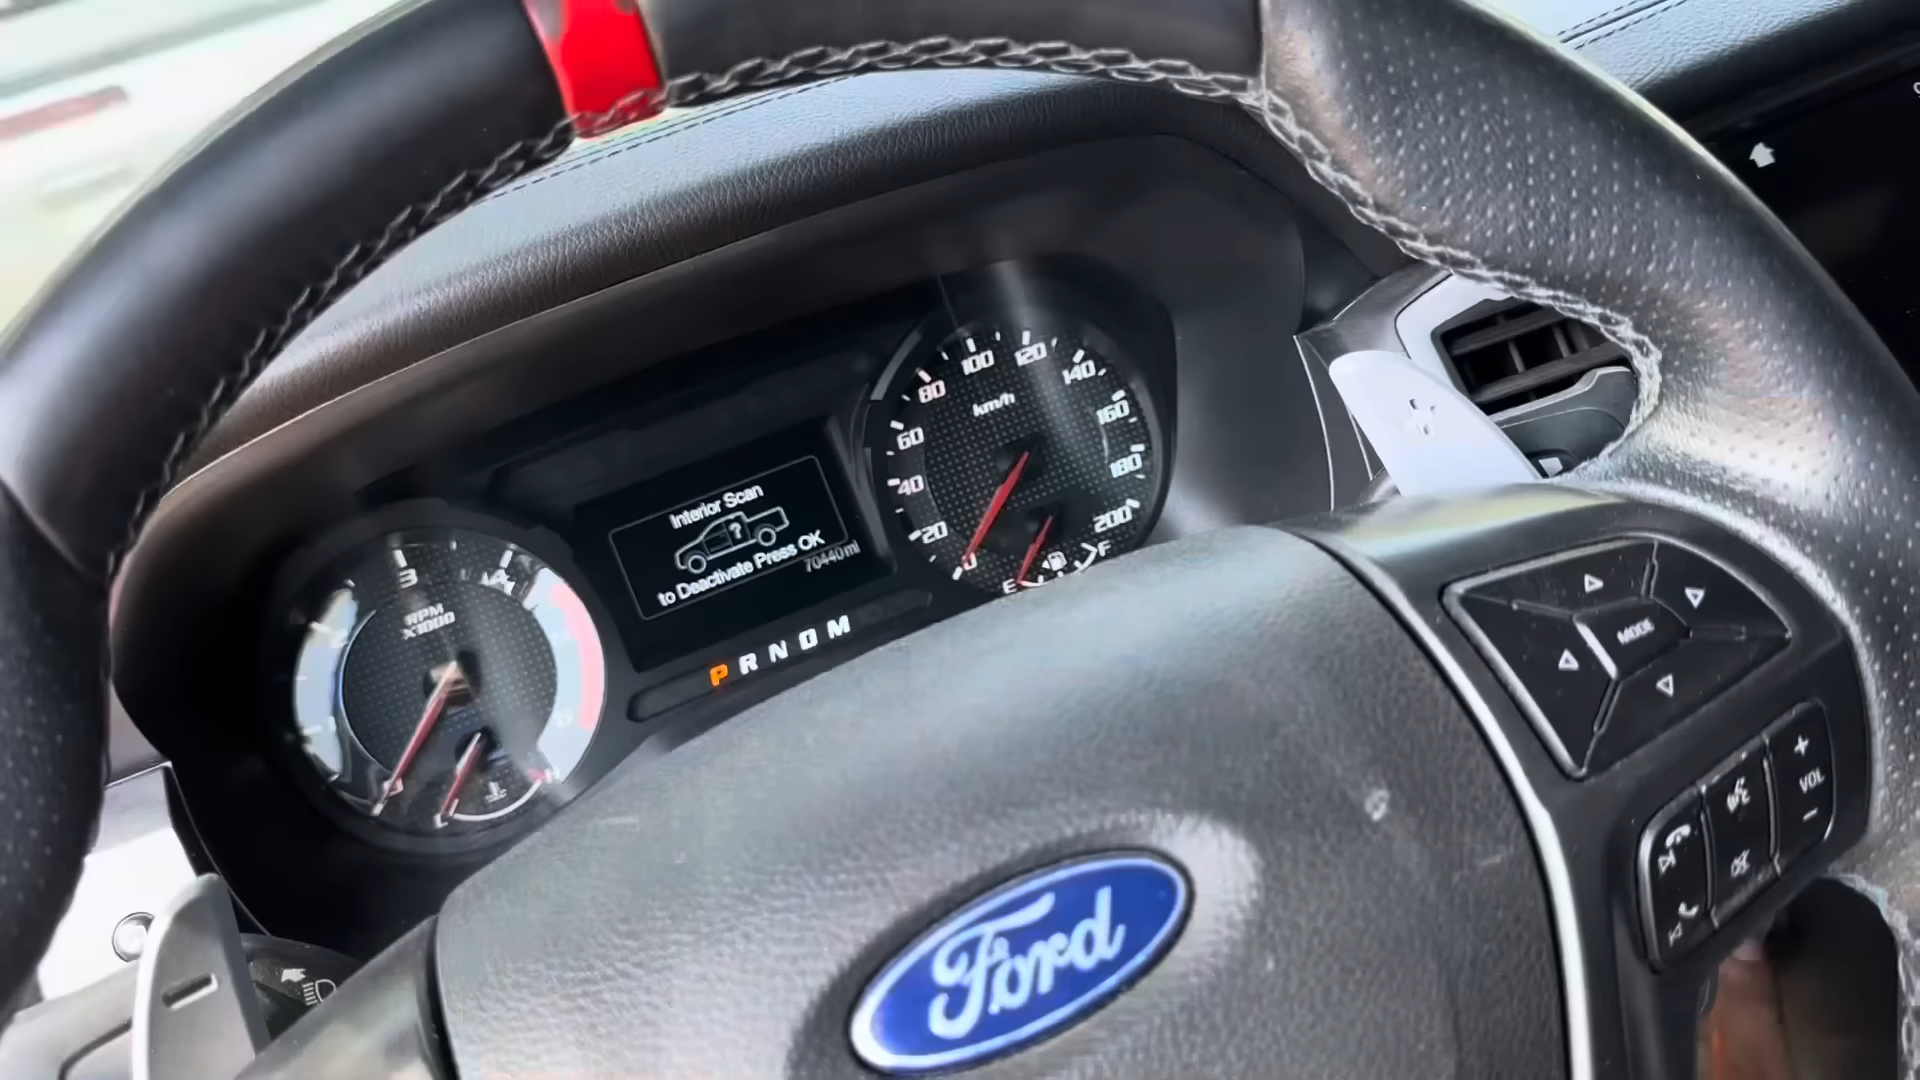 80
100
120
140
60
km/h
160
40
180
20
200
0
E
F
Interior Scan
?
to Deactivate Press OK
70440mi
3
4
RPM
X1000
P R N D M
MODE
+
VOL
-
Ford